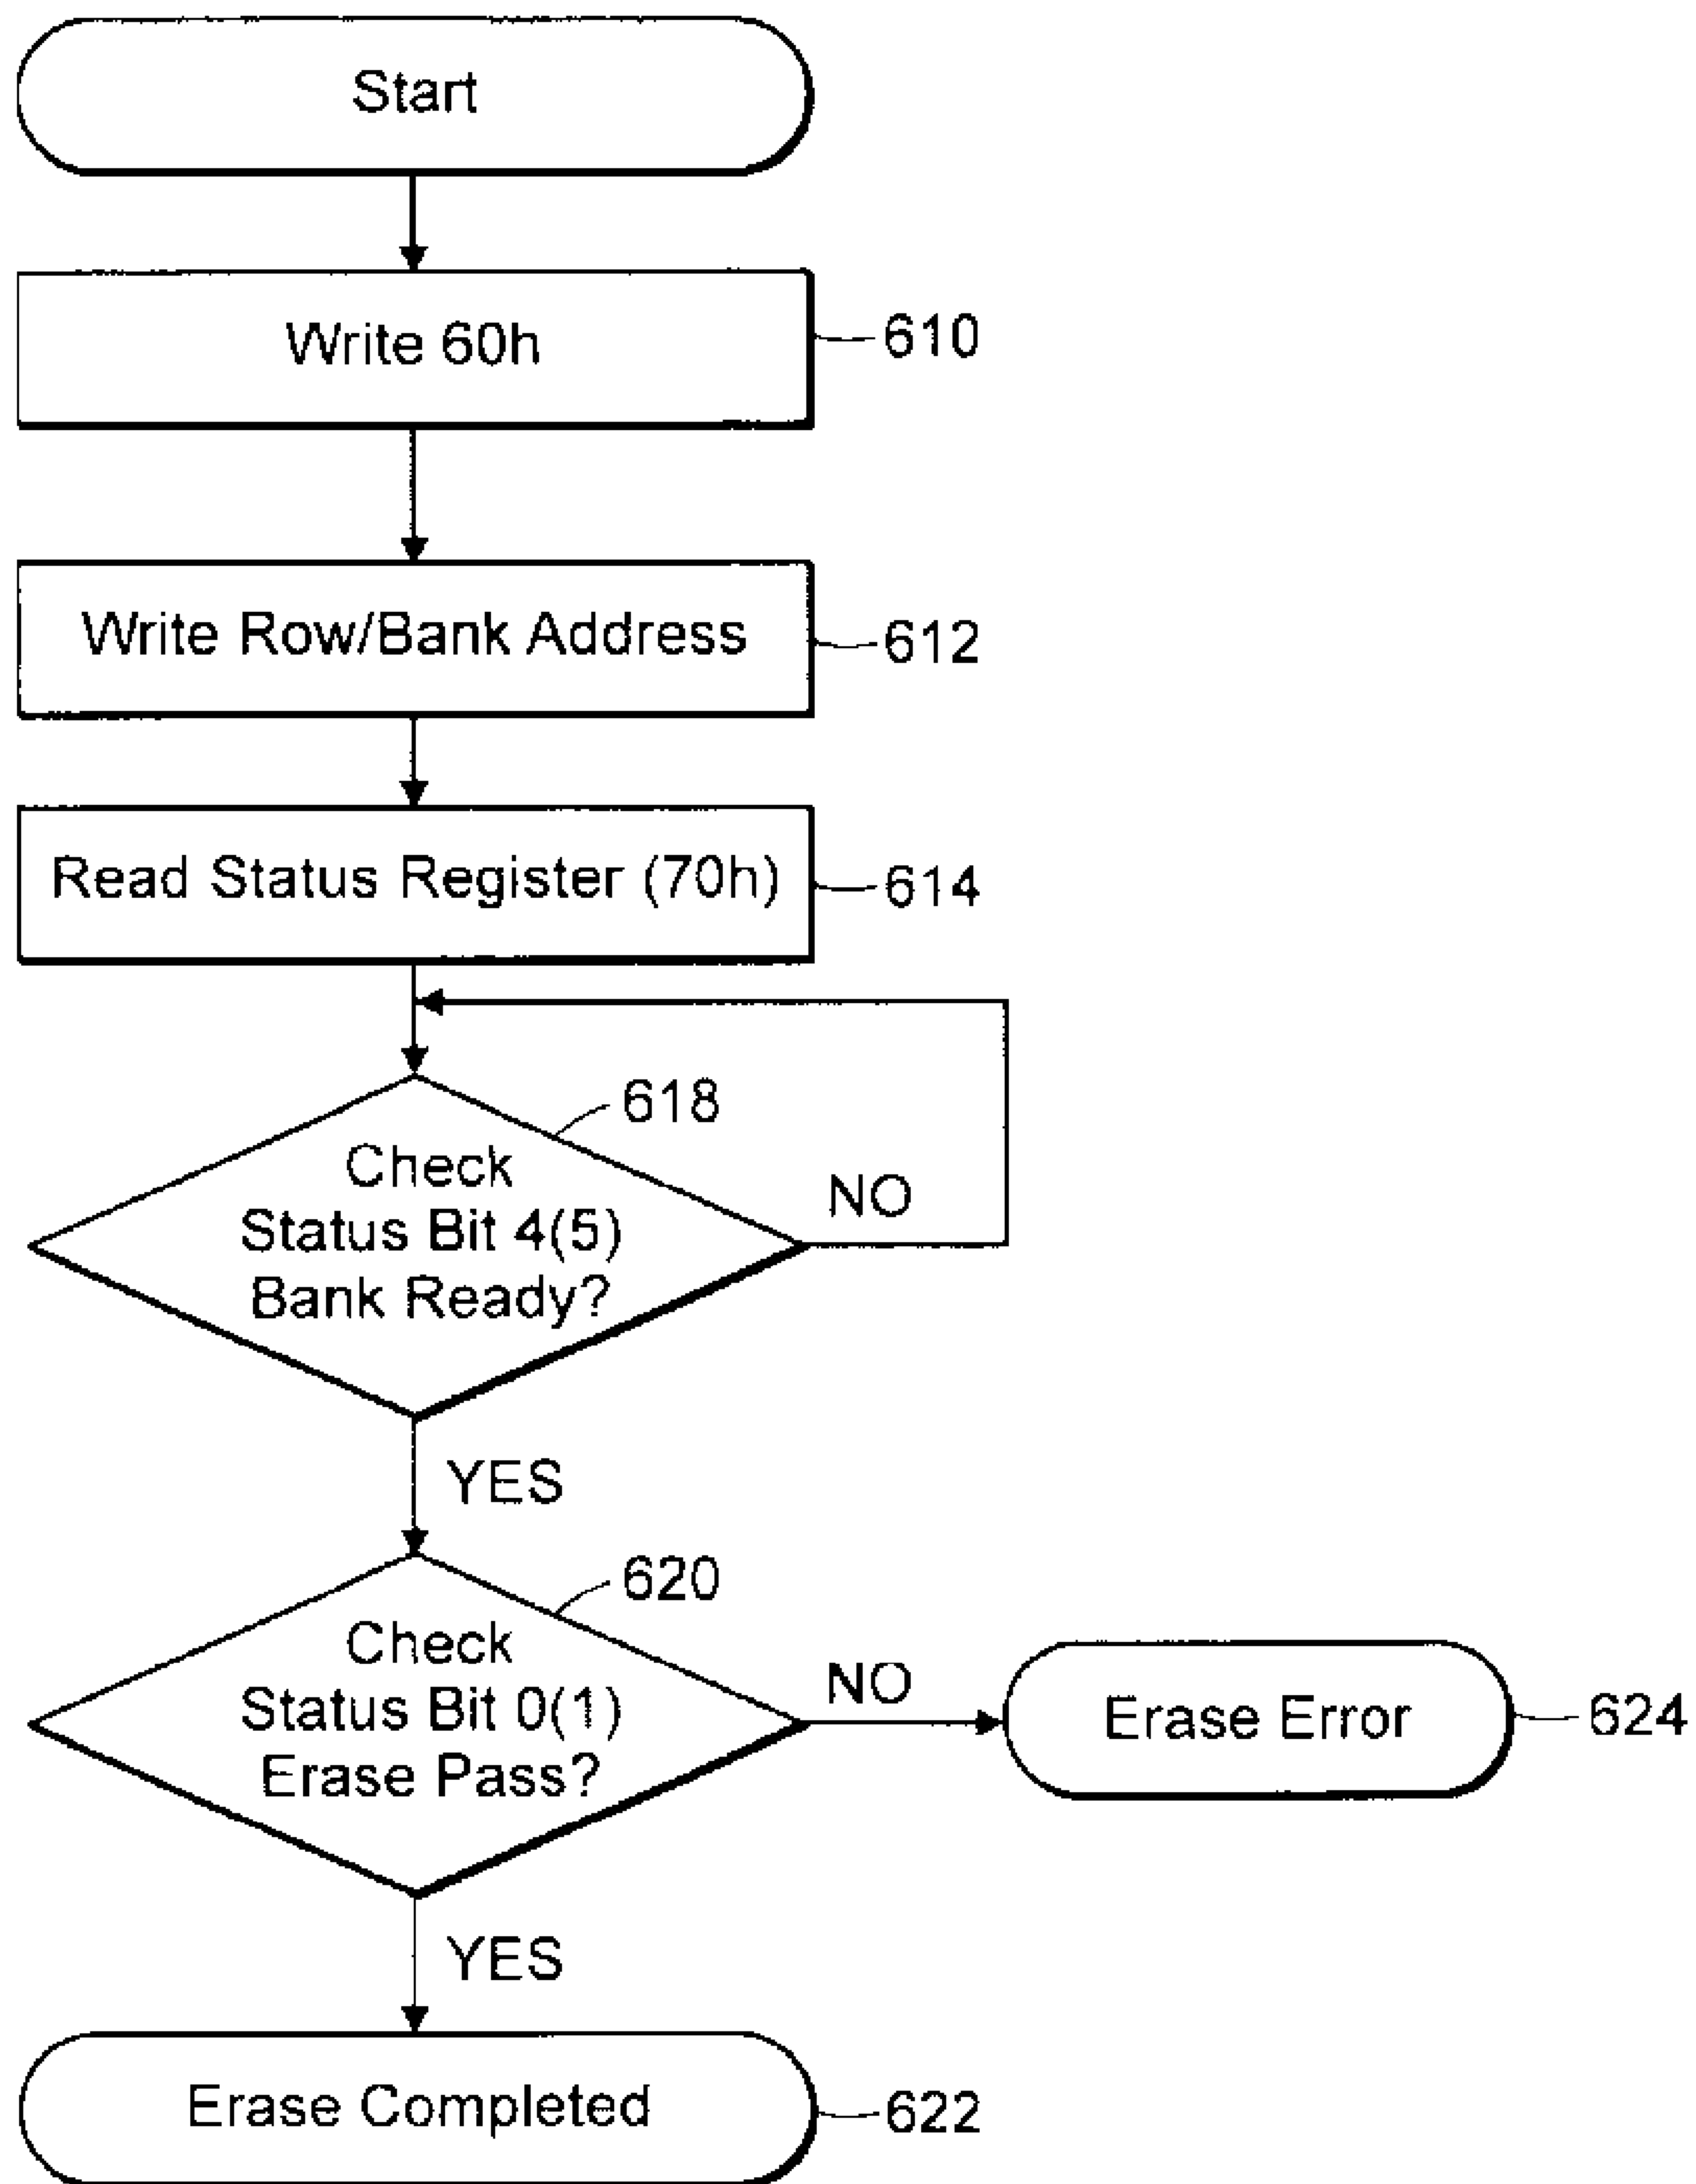 Start
Write 60h
610
Write Row/Bank Address
612
Read Status Register (70h)
614
618
Check
Status Bit 4(5)
Bank Ready?
NO
YES
620
Check
Status Bit 0(1)
Erase Pass?
NO
Erase Error
624
YES
Erase Completed
622